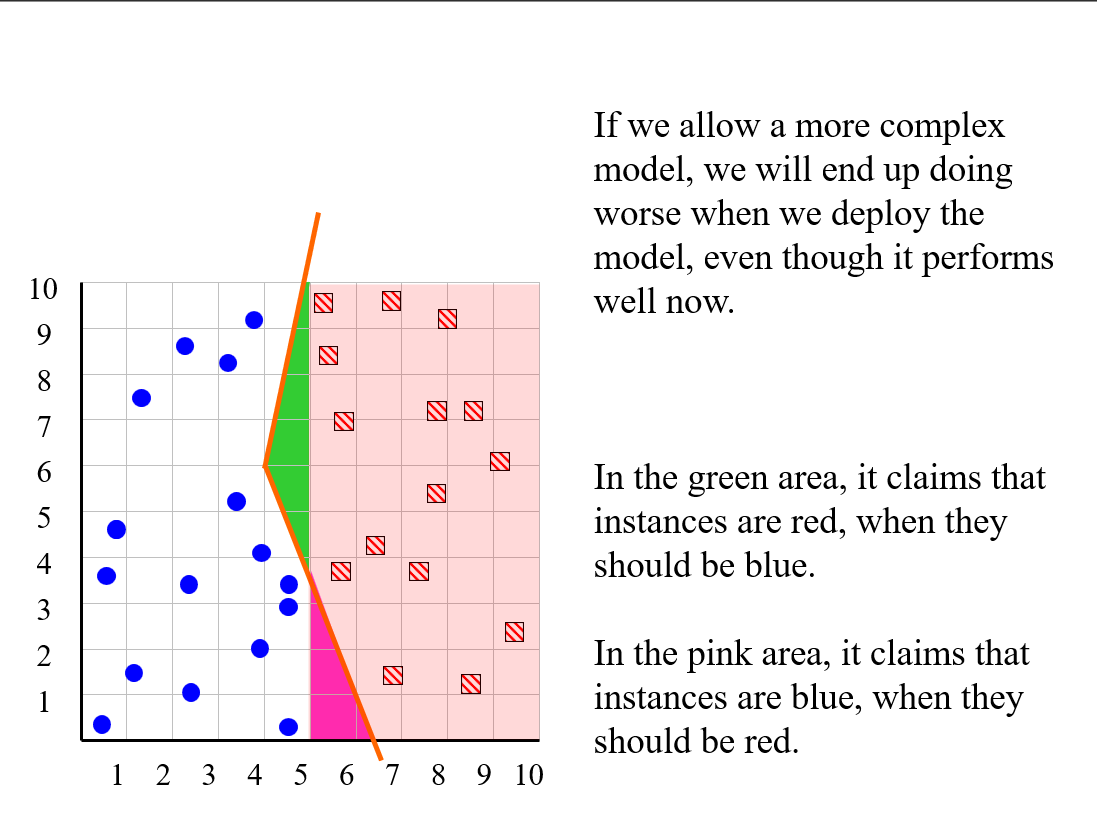 If we allow a more complex
model, we will end up doing
worse when we deploy the
model, even though it performs
well now.
In the green area, it claims that
instances are red, when they
should be blue.
In the pink area, it claims that
instances are blue, when they
should be red.
10
9
8
7
6
5
4
3
2
1
1 2 3 4 5 6 7 8 9 10